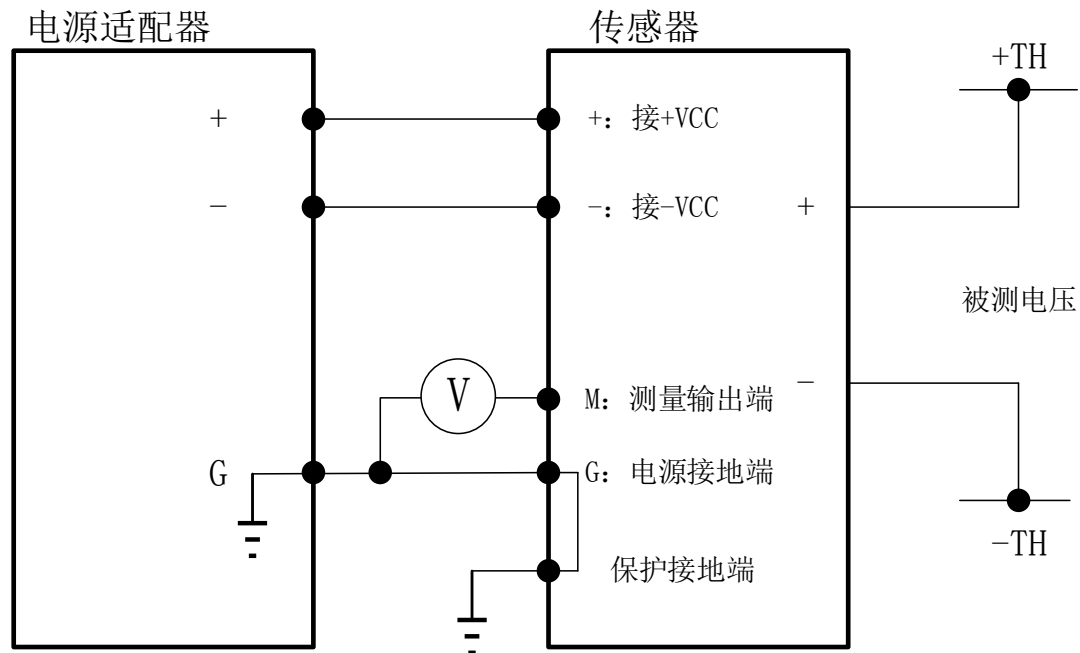 电源适配器
传感器
+TH
+
+: 接+VCC
−
-: 接-VCC
+
被测电压
−
V
M: 测量输出端
G
G: 电源接地端
−TH
保护接地端